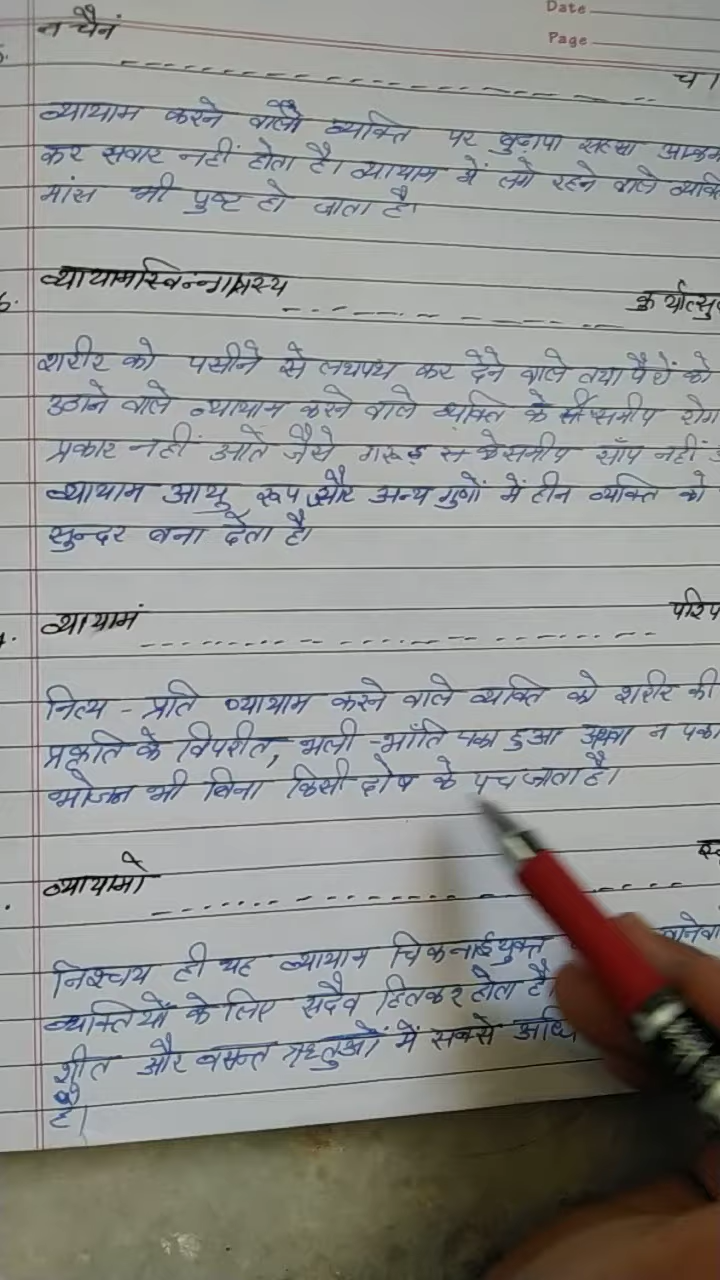 Date
Page
न चैनं - - - - - - - - - - च ।
व्यायाम करने वालो व्यक्ति पर बुढ़ापा सहसा
कर सवार नहीं होता है। व्यायाम में लगे रहने वाले
मांस भी पुष्ट हो जाता है।
6. व्यायामस्विन्नगात्रस्य - - - - - - - -
शरीर को पसीने से लथपथ कर देने वाले तथा पैरों को
उठाने वाले व्यायाम करने वाले व्यक्ति के समीप रोग
प्रकार नहीं आते जैसे गरूड़ के समीप साँप नहीं
व्यायाम आयु रूप और अन्य गुणों में हीन व्यक्ति को
सुन्दर बना देता है।
व्यायामं - - - - - - - - - -
नित्य - प्रति व्यायाम करने वाले व्यक्ति को शरीर की
प्रकृति के विपरीत, भली -भाँति पका हुआ अथवा न पका
भोजन भी बिना किसी दोष के पच जाता है।
व्यायामो - - - - - - - - - -
निश्चय ही यह व्यायाम चिकनाईयुक्त
व्यक्तियों के लिए सदैव हितकर होता है
शीत और वसन्त ऋतुओं में सबसे
है।